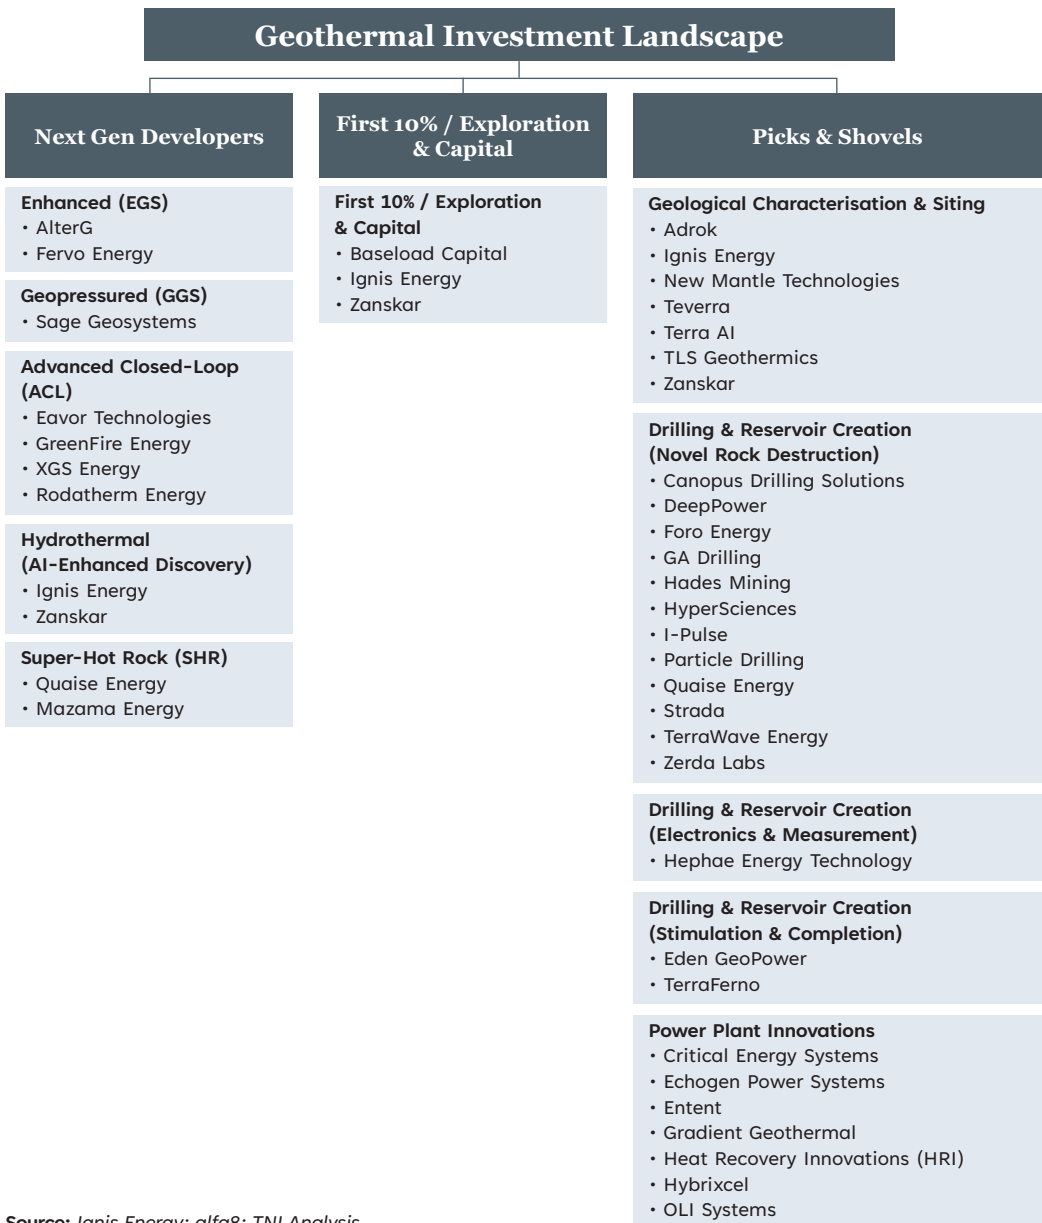 Geothermal Investment Landscape
Next Gen Developers
Enhanced (EGS)
• AlterG
• Fervo Energy
Geopressured (GGS)
• Sage Geosystems
Advanced Closed-Loop
(ACL)
• Eavor Technologies
• GreenFire Energy
• XGS Energy
• Rodatherm Energy
Hydrothermal
(AI-Enhanced Discovery)
• Ignis Energy
• Zanskar
Super-Hot Rock (SHR)
• Quaise Energy
• Mazama Energy
First 10% / Exploration
& Capital
First 10% / Exploration
& Capital
• Baseload Capital
• Ignis Energy
• Zanskar
Picks & Shovels
Geological Characterisation & Siting
• Adrok
• Ignis Energy
• New Mantle Technologies
• Teverra
• Terra AI
• TLS Geothermics
• Zanskar
Drilling & Reservoir Creation
(Novel Rock Destruction)
• Canopus Drilling Solutions
• DeepPower
• Foro Energy
• GA Drilling
• Hades Mining
• HyperSciences
• I-Pulse
• Particle Drilling
• Quaise Energy
• Strada
• TerraWave Energy
• Zerda Labs
Drilling & Reservoir Creation
(Electronics & Measurement)
• Hephae Energy Technology
Drilling & Reservoir Creation
(Stimulation & Completion)
• Eden GeoPower
• TerraFerno
Power Plant Innovations
• Critical Energy Systems
• Echogen Power Systems
• Entent
• Gradient Geothermal
• Heat Recovery Innovations (HRI)
• Hybrixcel
• OLI Systems
Source: Ignis Energy; alfa8; TNI Analysis